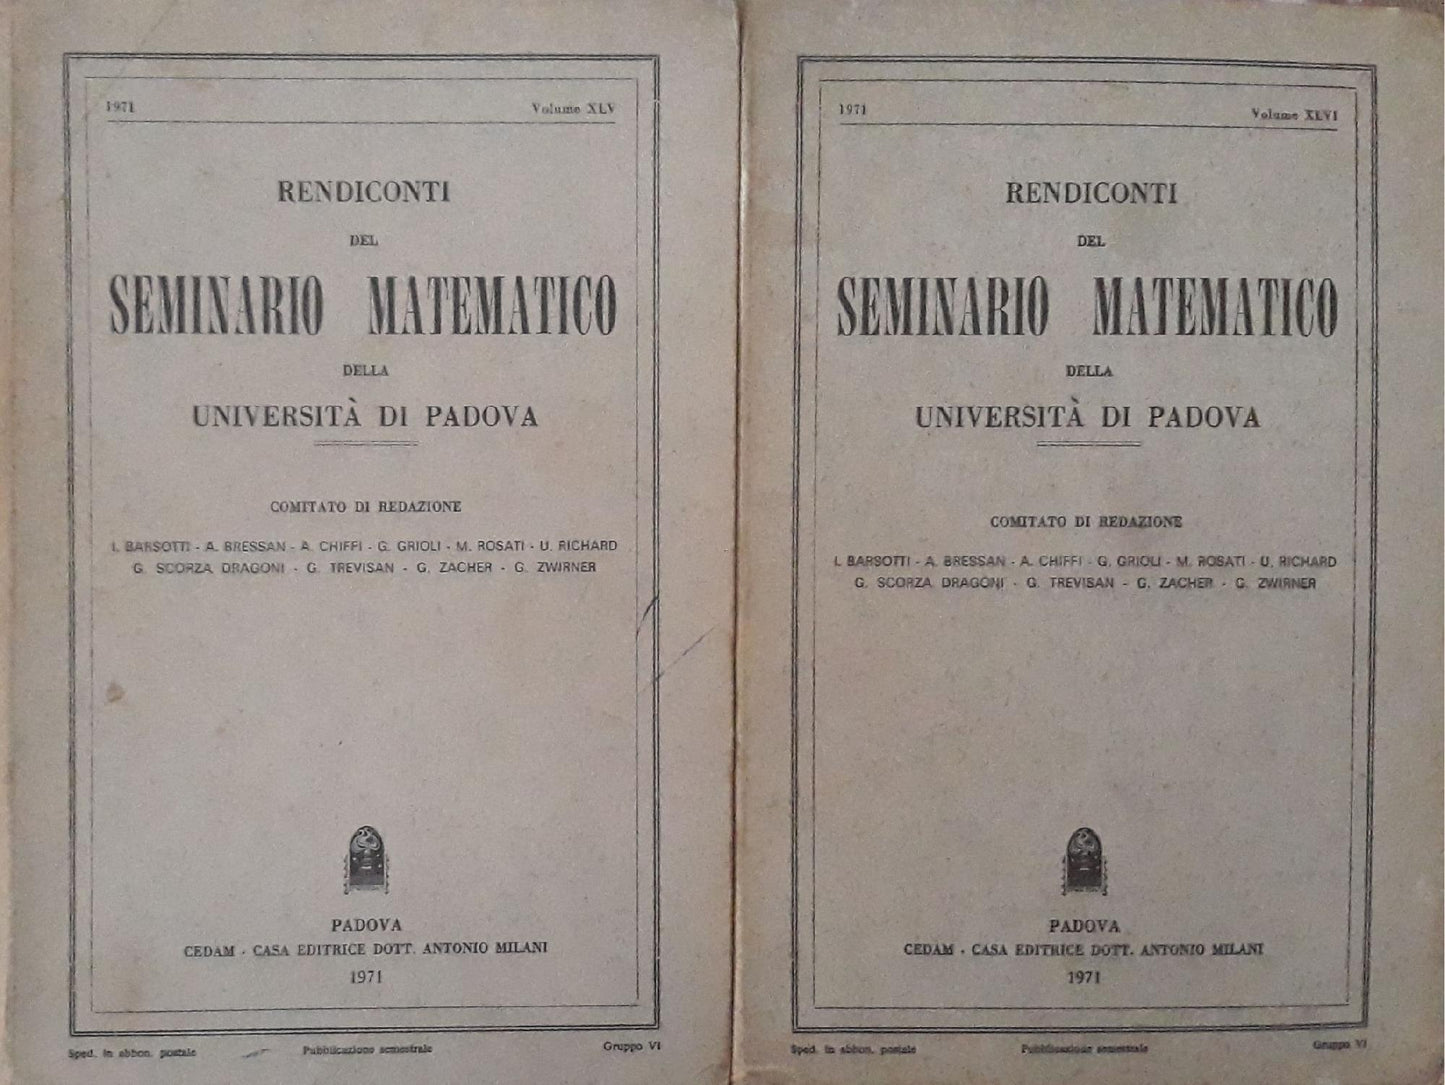 1971 Volume XLV
RENDICONTI
DEL
SEMINARIO MATEMATICO
DELLA
UNIVERSITÀ DI PADOVA
COMITATO DI REDAZIONE
I. BARSOTTI - A. BRESSAN - A. CHIFFI - G. GRIOLI - M. ROSATI - U. RICHARD
G. SCORZA DRAGONI - G. TREVISAN - G. ZACHER - G. ZWIRNER
PADOVA
CEDAM - CASA EDITRICE DOTT. ANTONIO MILANI
1971
Sped. in abbon. postale Pubblicazione semestrale Gruppo VI
1971 Volume XLVI
RENDICONTI
DEL
SEMINARIO MATEMATICO
DELLA
UNIVERSITÀ DI PADOVA
COMITATO DI REDAZIONE
I. BARSOTTI - A. BRESSAN - A. CHIFFI - G. GRIOLI - M. ROSATI - U. RICHARD
G. SCORZA DRAGONI - G. TREVISAN - G. ZACHER - G. ZWIRNER
PADOVA
CEDAM - CASA EDITRICE DOTT. ANTONIO MILANI
1971
Sped. in abbon. postale Pubblicazione semestrale Gruppo VI